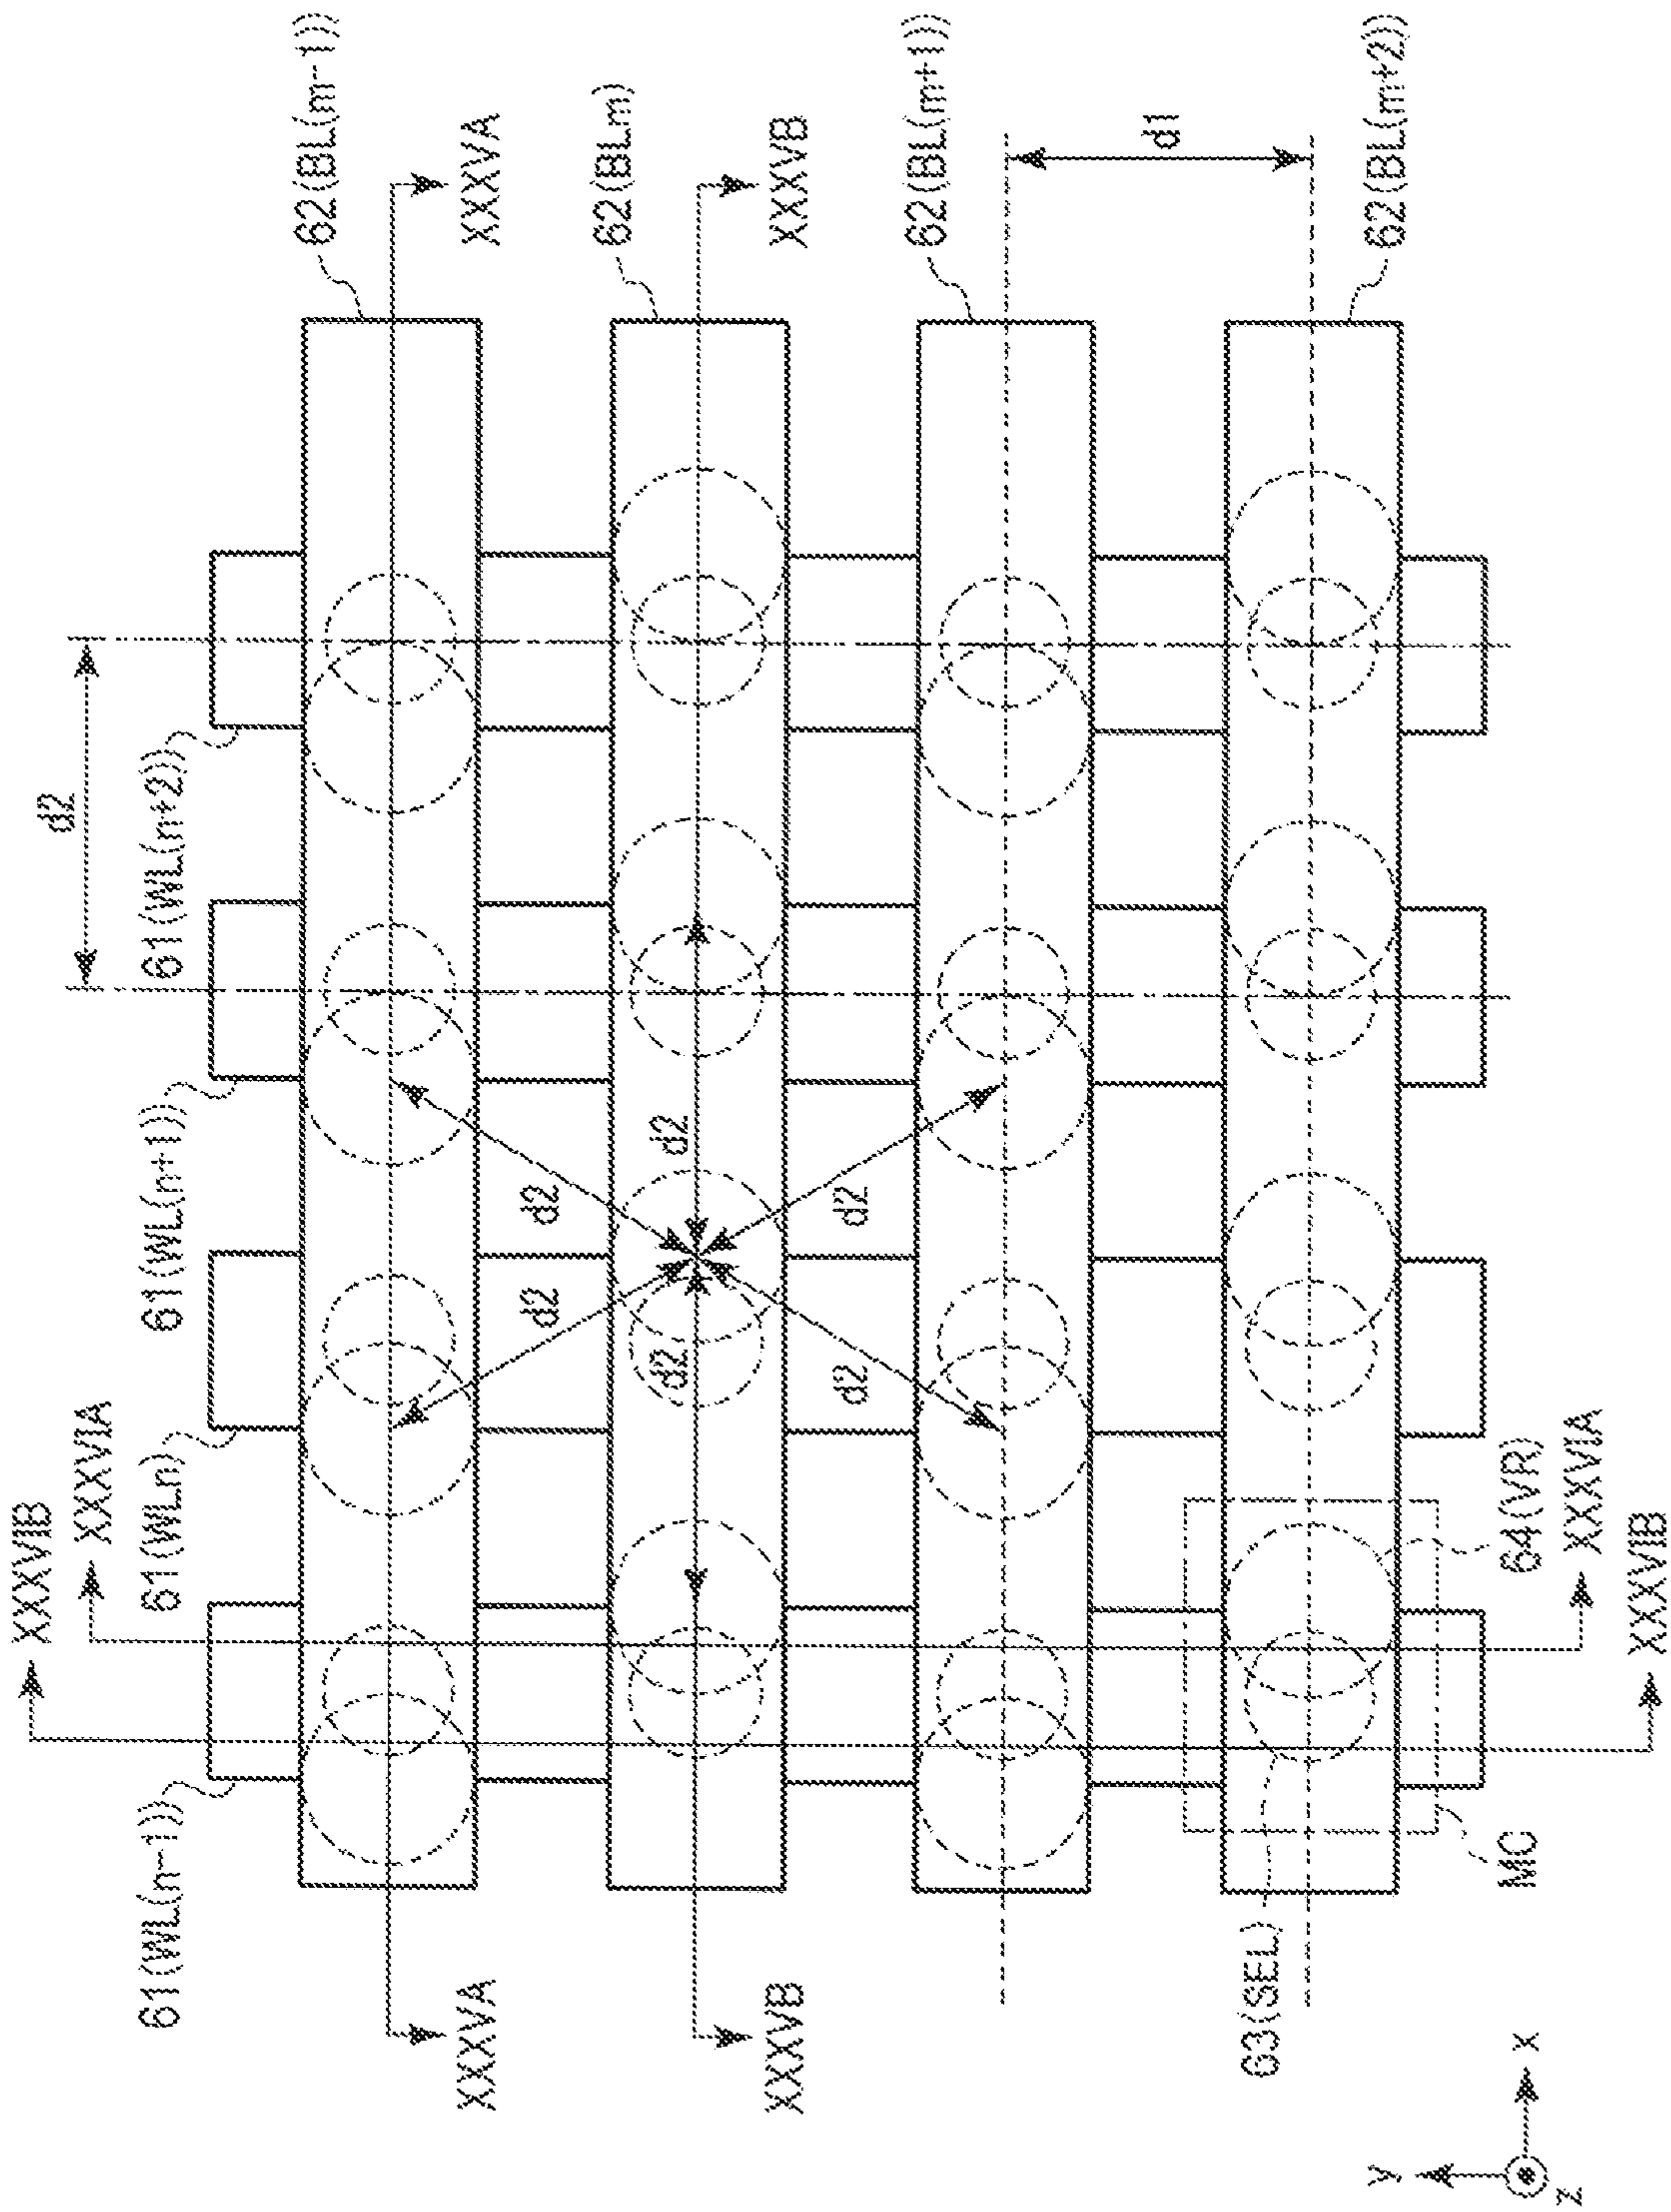 XXXVIB
XXXVIA
61(WL(n-1))
61(WLn)
61(WL(n+1))
61(WL(n+2))
d2
62(BL(m-1))
XXXVA
XXXVA
62(BLm)
XXXVB
XXXVB
62(BL(m+1))
62(BL(m+2))
d1
d2
d2
d2
d2
d2
d2
63(SEL)
MC
64(VR)
XXXVIA
XXXVIB
y
x
z